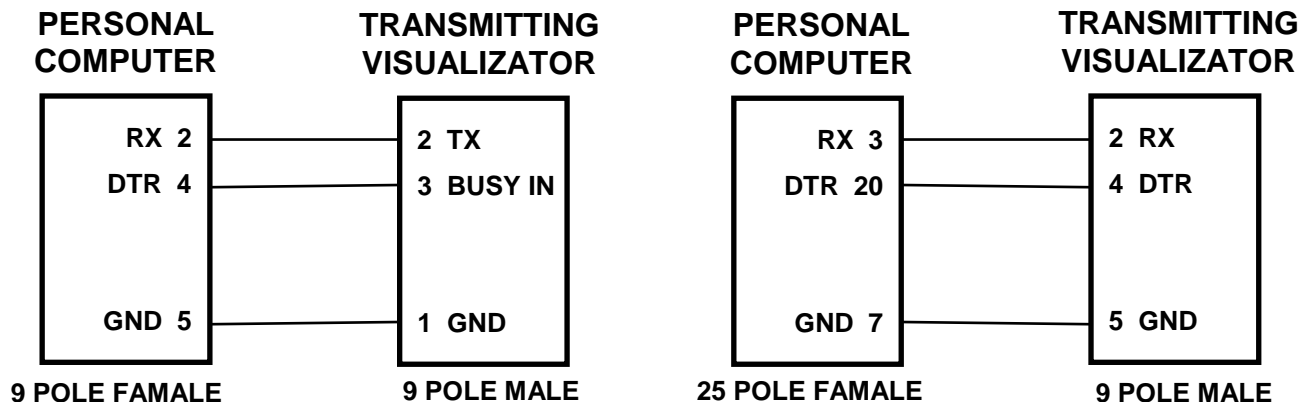 PERSONAL
COMPUTER
TRANSMITTING
VISUALIZATOR
RX 2
2 TX
DTR 4
3 BUSY IN
GND 5
1 GND
9 POLE FAMALE
9 POLE MALE
PERSONAL
COMPUTER
TRANSMITTING
VISUALIZATOR
RX 3
2 RX
DTR 20
4 DTR
GND 7
5 GND
25 POLE FAMALE
9 POLE MALE